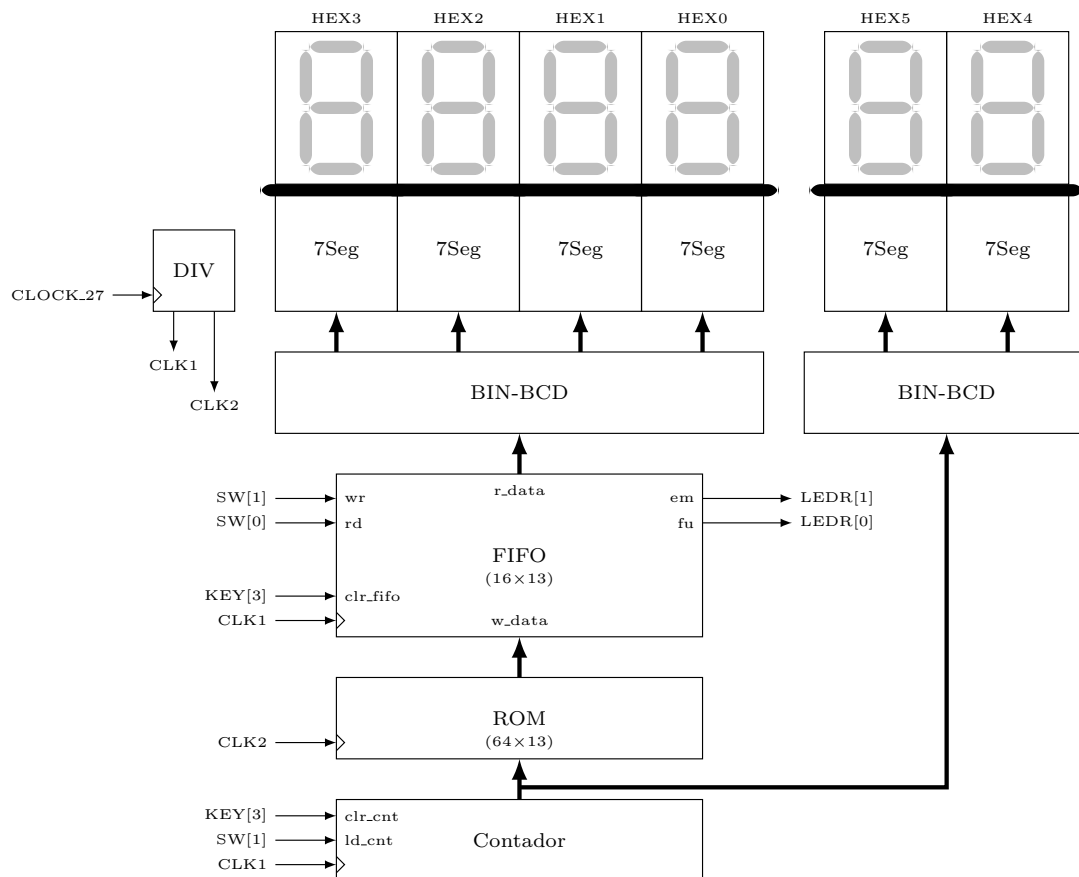 HEX3 HEX2 HEX1 HEX0 HEX5 HEX4
7Seg 7Seg 7Seg 7Seg 7Seg 7Seg
DIV
CLOCK_27
CLK1
CLK2
BIN-BCD BIN-BCD
SW[1] wr r_data em LEDR[1]
SW[0] rd fu LEDR[0]
FIFO
(16×13)
KEY[3] clr_fifo
CLK1 w_data
ROM
CLK2 (64×13)
KEY[3] clr_cnt
SW[1] ld_cnt Contador
CLK1